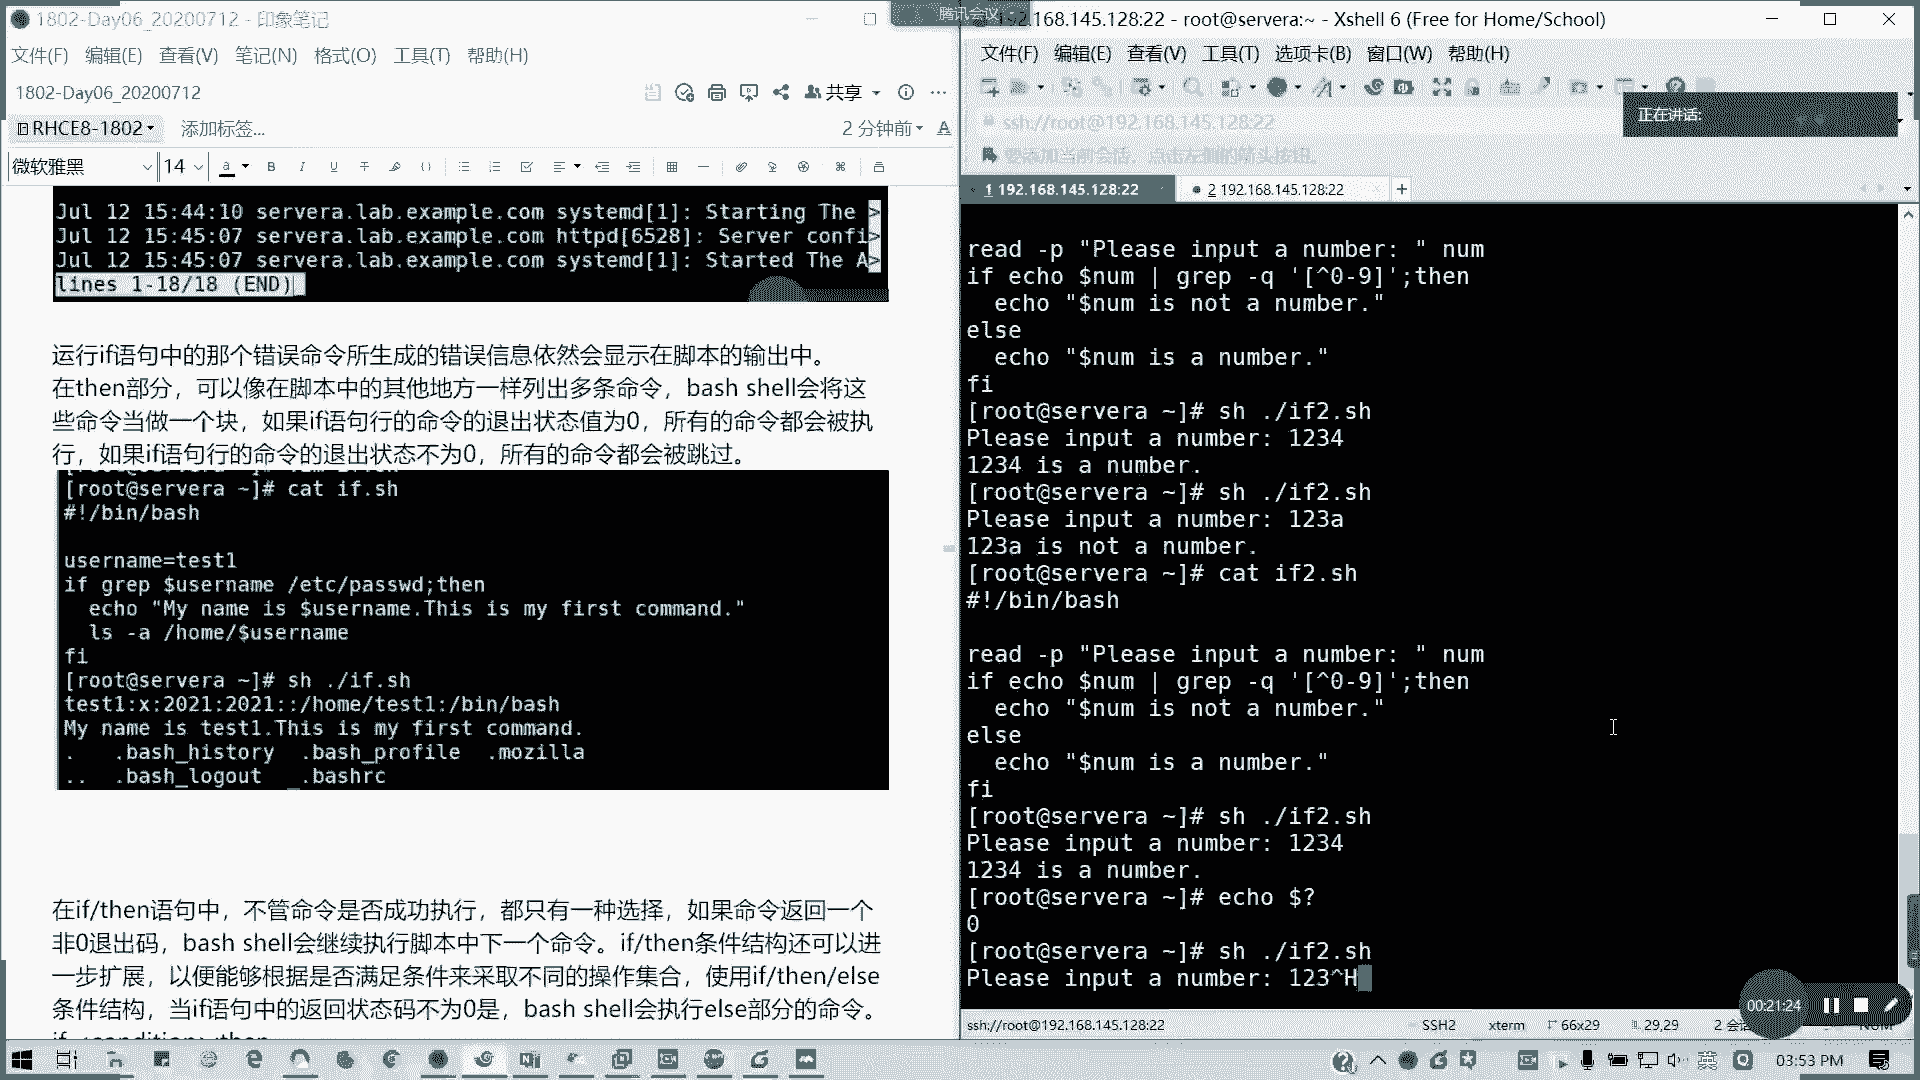 1802-Day06_20200712 - 印象笔记
文件(F) 编辑(E) 查看(V) 笔记(N) 格式(O) 工具(T) 帮助(H)
1802-Day06_20200712
共享
RHCE8-1802
添加标签...
2 分钟前
微软雅黑
14
Jul 12 15:44:10 servera.lab.example.com systemd[1]: Starting The >
Jul 12 15:45:07 servera.lab.example.com httpd[6528]: Server confi>
Jul 12 15:45:07 servera.lab.example.com systemd[1]: Started The A>
lines 1-18/18 (END)
运行if语句中的那个错误命令所生成的错误信息依然会显示在脚本的输出中。
在then部分，可以像在脚本中的其他地方一样列出多条命令，bash shell会将这
些命令当做一个块，如果if语句行的命令的退出状态值为0，所有的命令都会被执
行，如果if语句行的命令的退出状态不为0，所有的命令都会被跳过。
[root@servera ~]# cat if.sh
#!/bin/bash
username=test1
if grep $username /etc/passwd;then
echo "My name is $username.This is my first command."
ls -a /home/$username
fi
[root@servera ~]# sh ./if.sh
test1:x:2021:2021::/home/test1:/bin/bash
My name is test1.This is my first command.
. .bash_history .bash_profile .mozilla
.. .bash_logout .bashrc
在if/then语句中，不管命令是否成功执行，都只有一种选择，如果命令返回一个
非0退出码，bash shell会继续执行脚本中下一个命令。if/then条件结构还可以进
一步扩展，以便能够根据是否满足条件来采取不同的操作集合，使用if/then/else
条件结构，当if语句中的返回状态码不为0是，bash shell会执行else部分的命令。
腾讯会议
192.168.145.128:22 - root@servera:~ - Xshell 6 (Free for Home/School)
文件(F) 编辑(E) 查看(V) 工具(T) 选项卡(B) 窗口(W) 帮助(H)
ssh://root@192.168.145.128:22
正在讲话:
要添加当前会话，点击左侧的箭头按钮。
1 192.168.145.128:22
2 192.168.145.128:22
read -p "Please input a number: " num
if echo $num | grep -q '[^0-9]';then
echo "$num is not a number."
else
echo "$num is a number."
fi
[root@servera ~]# sh ./if2.sh
Please input a number: 1234
1234 is a number.
[root@servera ~]# sh ./if2.sh
Please input a number: 123a
123a is not a number.
[root@servera ~]# cat if2.sh
#!/bin/bash
read -p "Please input a number: " num
if echo $num | grep -q '[^0-9]';then
echo "$num is not a number."
else
echo "$num is a number."
fi
[root@servera ~]# sh ./if2.sh
Please input a number: 1234
1234 is a number.
[root@servera ~]# echo $?
0
[root@servera ~]# sh ./if2.sh
Please input a number: 123^H
00:21:24
ssh://root@192.168.145.128:22
SSH2
xterm
66x29
29,29
NUM
英
03:53 PM